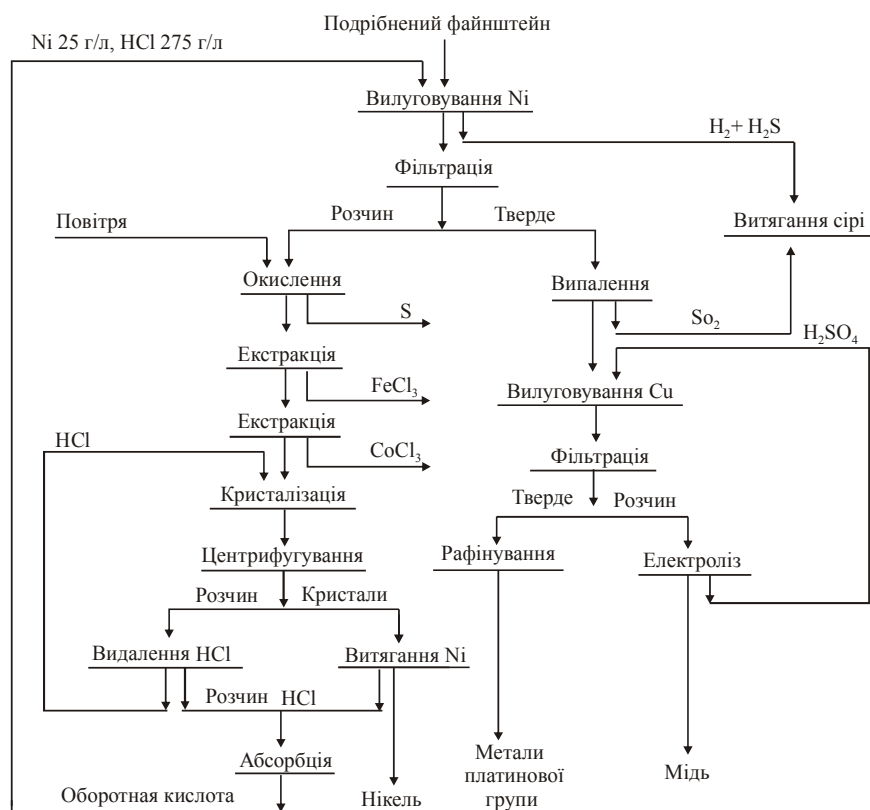 Подрібнений файнштейн
Ni 25 г/л, HCl 275 г/л
Вилуговування Ni
H₂+ H₂S
Фільтрація
Розчин
Тверде
Повітря
Витягання сірі
Окислення
Випалення
S
So₂
H₂SO₄
Екстракція
FeCl₃
Вилуговування Cu
Екстракція
HCl
CoCl₃
Фільтрація
Кристалізація
Тверде
Розчин
Центрифугування
Рафінування
Електроліз
Розчин
Кристали
Видалення HCl
Витягання Ni
Розчин
HCl
Абсорбція
Метали
платинової
групи
Мідь
Оборотная кислота
Нікель